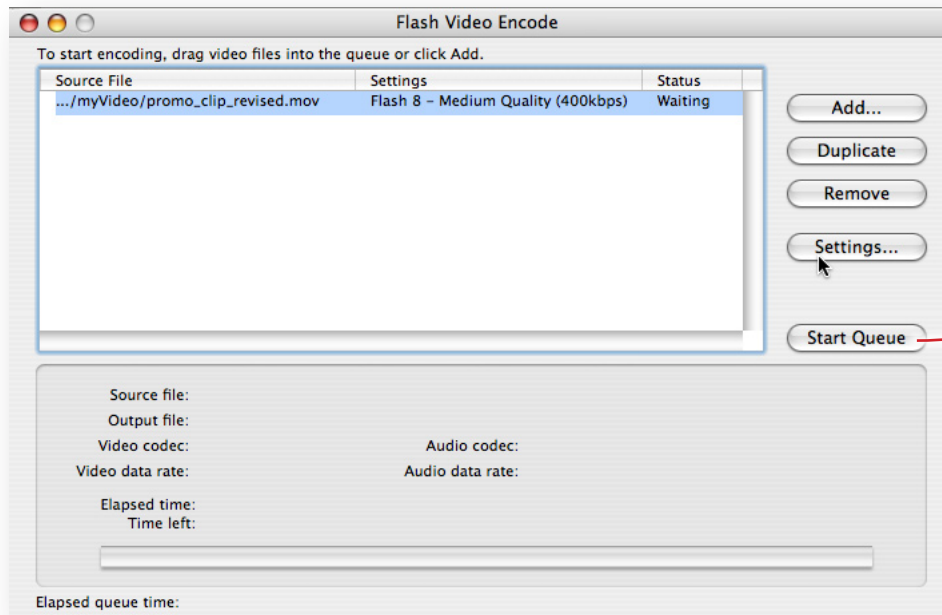 Flash Video Encode
To start encoding, drag video files into the queue or click Add.
Source File Settings Status
.../myVideo/promo_clip_revised.mov Flash 8 – Medium Quality (400kbps) Waiting
Add...
Duplicate
Remove
Settings...
Start Queue
Source file:
Output file:
Video codec: Audio codec:
Video data rate: Audio data rate:
Elapsed time:
Time left:
Elapsed queue time: